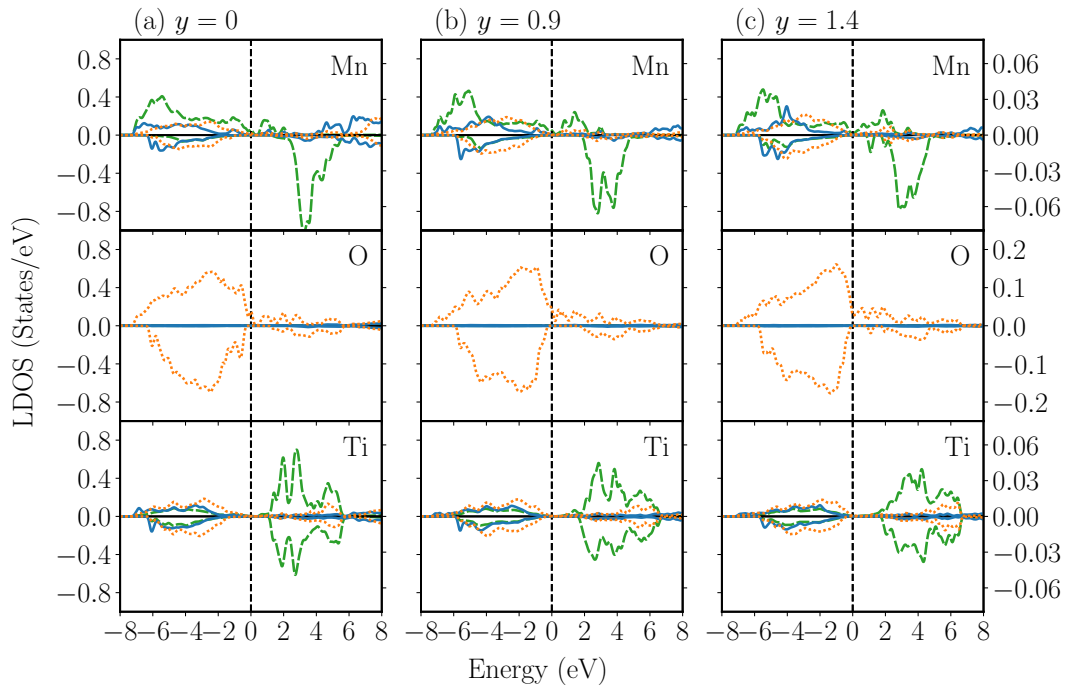 (a) y = 0 (b) y = 0.9 (c) y = 1.4
0.8 Mn Mn Mn 0.06
0.4 0.03
0.0 0.00
−0.4 −0.03
−0.8 −0.06
0.8 O O O 0.2
0.4 0.1
0.0 0.0
−0.4 −0.1
−0.8 −0.2
0.8 Ti Ti Ti 0.06
0.4 0.03
0.0 0.00
−0.4 −0.03
−0.8 −0.06
LDOS (States/eV)
−8 −6 −4 −2 0 2 4 6 8 −8 −6 −4 −2 0 2 4 6 8 −8 −6 −4 −2 0 2 4 6 8
Energy (eV)